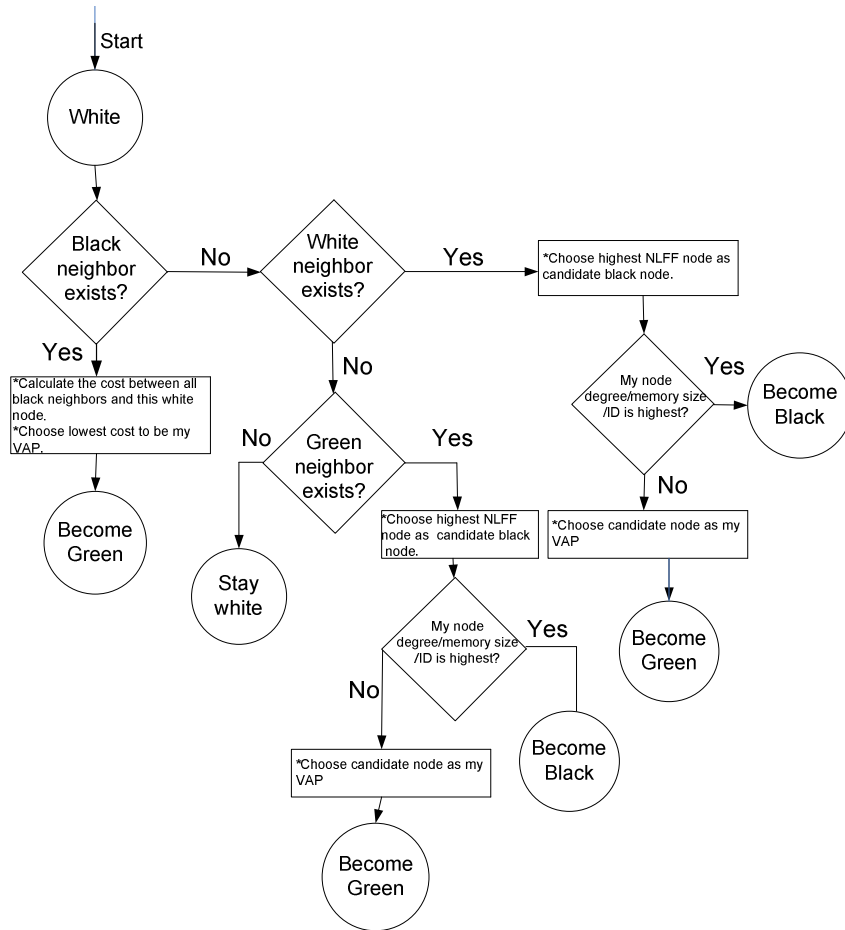 Start
White
Black
neighbor
exists?
No
White
neighbor
exists?
Yes
*Choose highest NLFF node as
candidate black node.
Yes
*Calculate the cost between all
black neighbors and this white
node.
*Choose lowest cost to be my
VAP.
No
My node
degree/memory size
/ID is highest?
Yes
Become
Black
No
Green
neighbor
exists?
Yes
No
Become
Green
*Choose highest NLFF
node as candidate black
node.
*Choose candidate node as my
VAP
Stay
white
My node
degree/memory size
/ID is highest?
Yes
Become
Green
No
Become
Black
*Choose candidate node as my
VAP
Become
Green